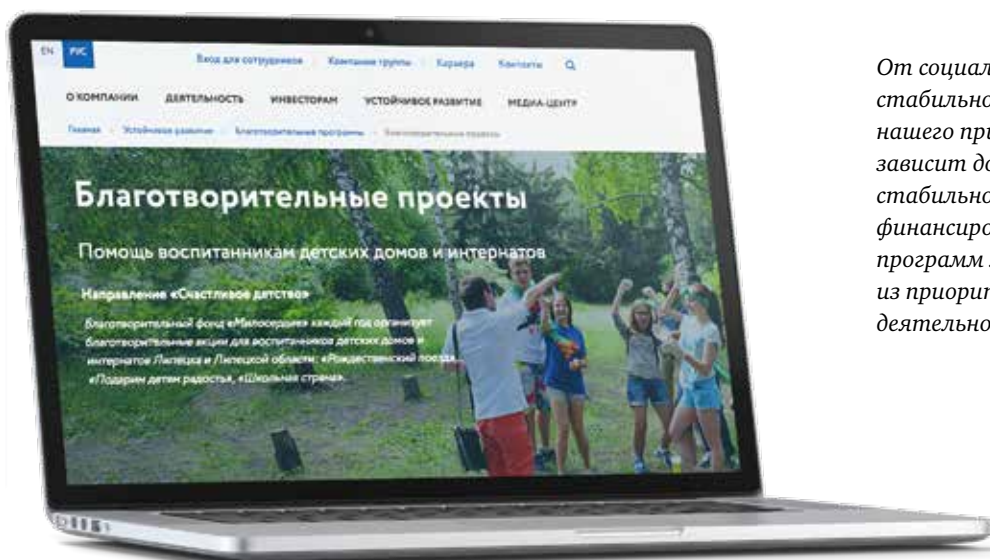 EN РУС
Вход для сотрудников Компании группы Карьера Контакты
О КОМПАНИИ ДЕЯТЕЛЬНОСТЬ ИНВЕСТОРАМ УСТОЙЧИВОЕ РАЗВИТИЕ МЕДИА-ЦЕНТР
Главная Устойчивое развитие Благотворительные программы Благотворительные проекты
Благотворительные проекты
Помощь воспитанникам детских домов и интернатов
Направление «Счастливое детство»
Благотворительный фонд «Милосердие» каждый год организует
благотворительные акции для воспитанников детских домов и
интернатов Липецка и Липецкой области: «Рождественский поезд»,
«Подарим детям радость», «Школьная страна».
От социал
стабильно
нашего при
зависит до
стабильно
финансиро
программ
из приори
деятельно